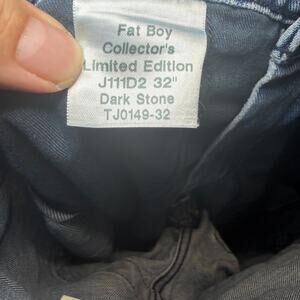 Fat Boy
Collector's
Limited Edition
J111D2 32"
Dark Stone
TJ0149-32